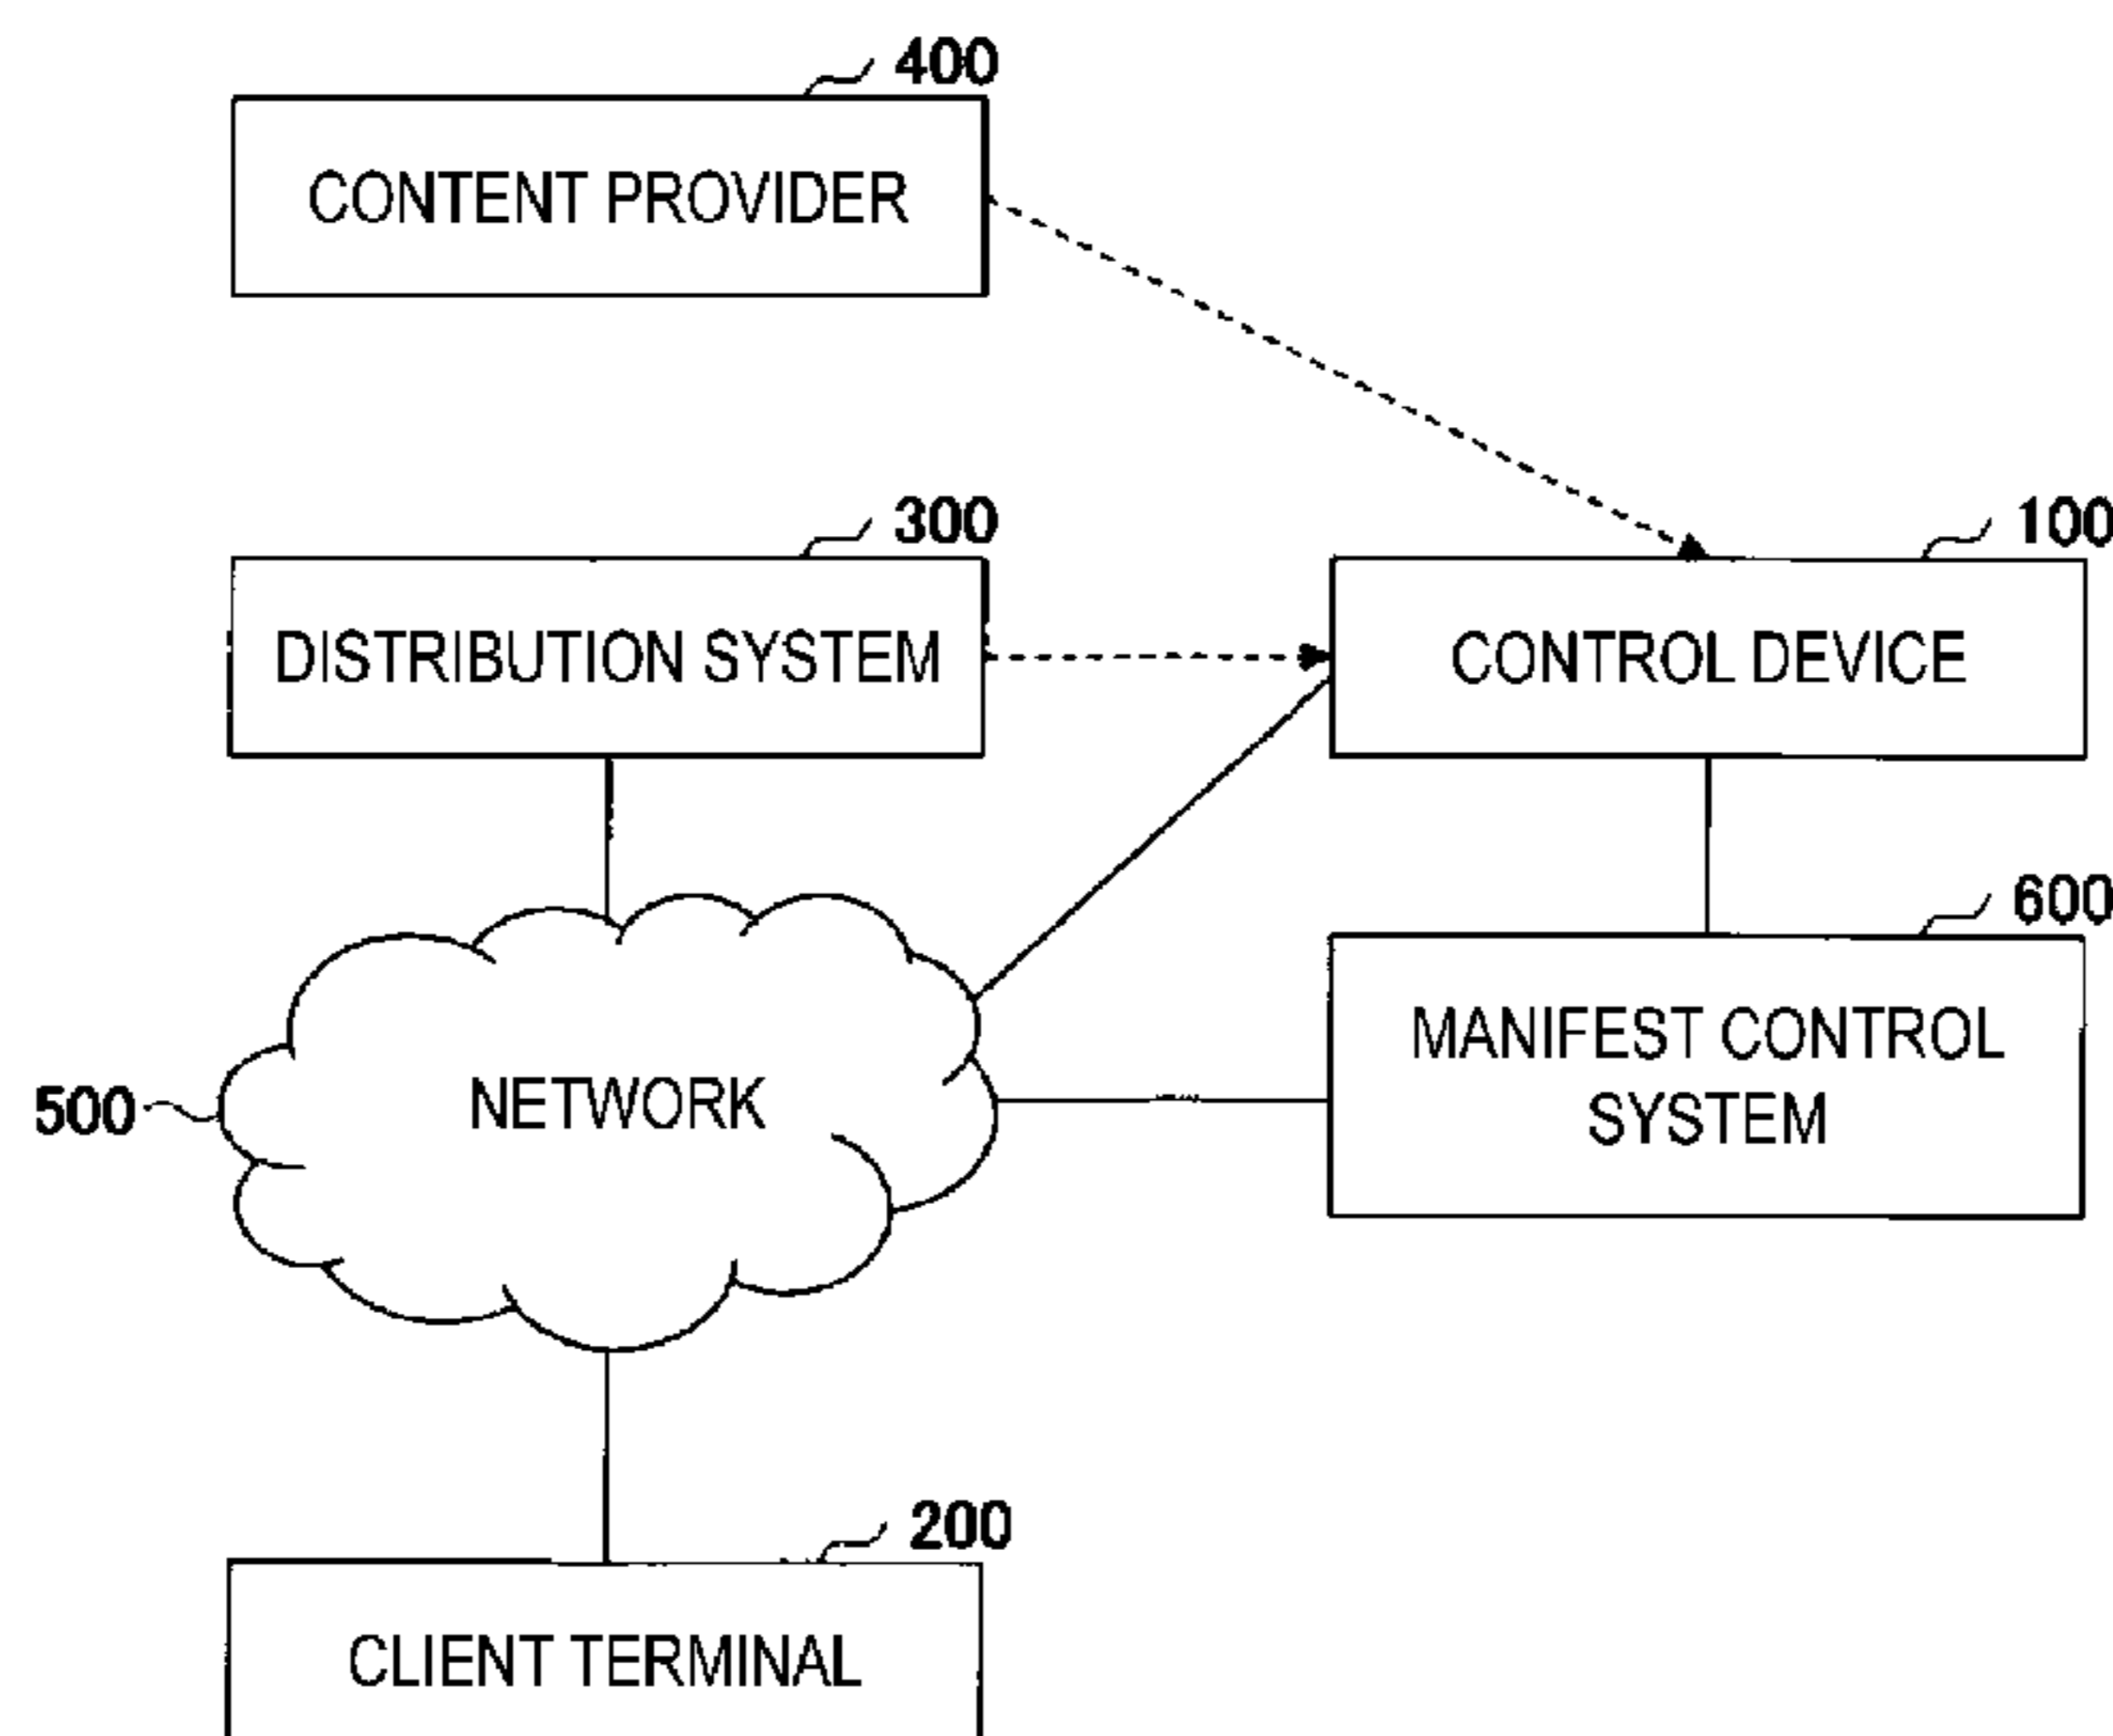 400
CONTENT PROVIDER
300
100
DISTRIBUTION SYSTEM
CONTROL DEVICE
600
MANIFEST CONTROL
SYSTEM
500
NETWORK
200
CLIENT TERMINAL